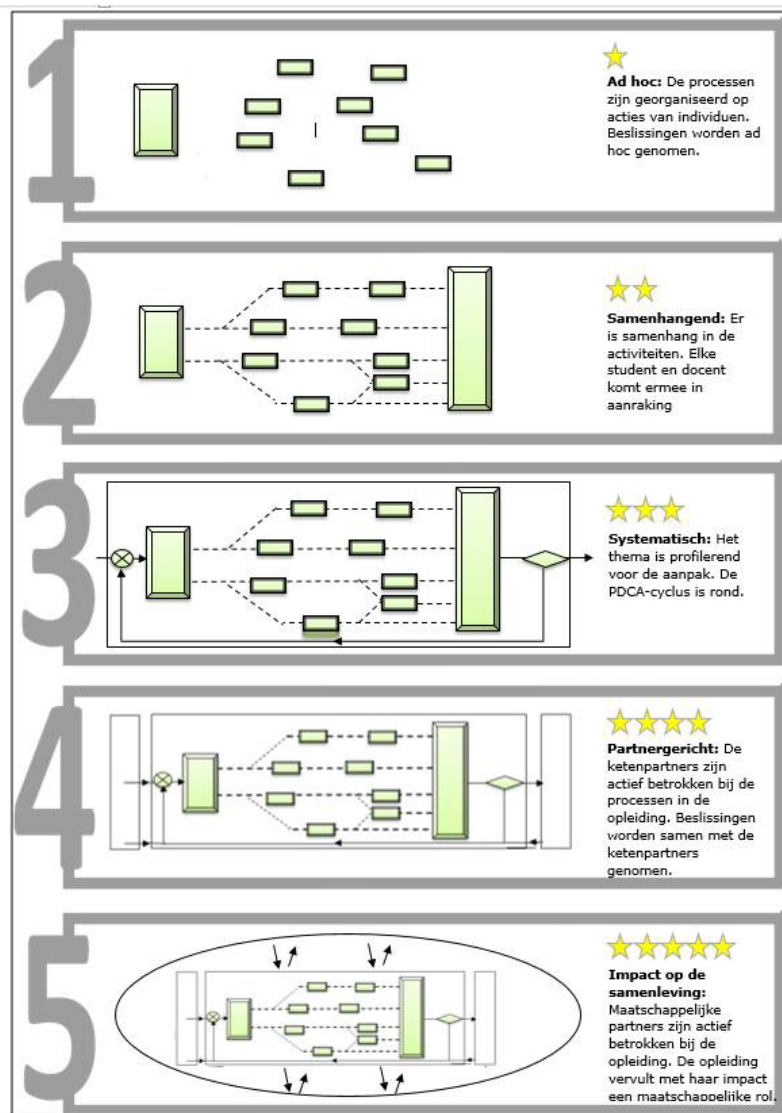 1
Ad hoc: De processen
zijn georganiseerd op
acties van individuen.
Beslissingen worden ad
hoc genomen.
2
Samenhangend: Er
is samenhang in de
activiteiten. Elke
student en docent
komt ermee in
aanraking
3
Systematisch: Het
thema is profilerend
voor de aanpak. De
PDCA-cyclus is rond.
4
Partnergericht: De
ketenpartners zijn
actief betrokken bij de
processen in de
opleiding. Beslissingen
worden samen met de
ketenpartners
genomen.
5
Impact op de
samenleving:
Maatschappelijke
partners zijn actief
betrokken bij de
opleiding. De opleiding
vervult met haar impact
een maatschappelijke rol.